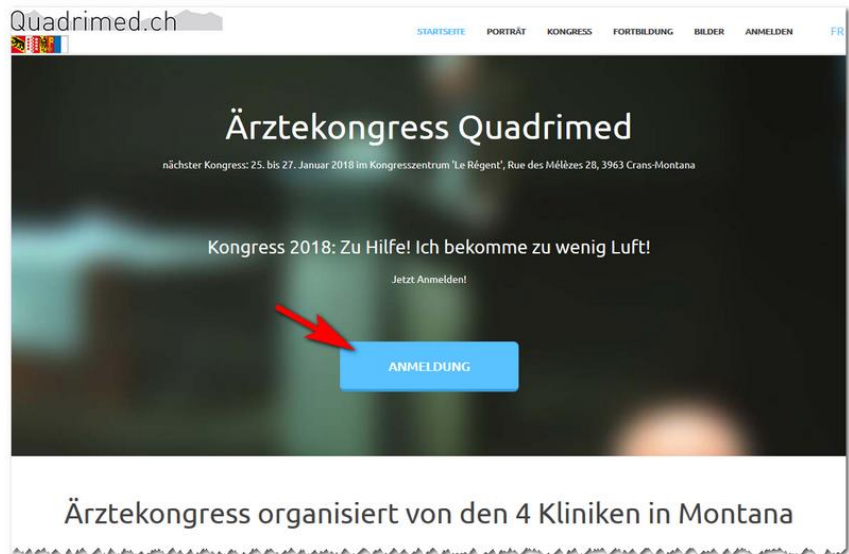 Quadrimed.ch
STARTSEITE PORTRÄT KONGRESS FORTBILDUNG BILDER ANMELDEN FR
Ärztekongress Quadrimed
nächster Kongress: 25. bis 27. Januar 2018 im Kongresszentrum 'Le Régent', Rue des Mélèzes 28, 3963 Crans-Montana
Kongress 2018: Zu Hilfe! Ich bekomme zu wenig Luft!
Jetzt Anmelden!
ANMELDUNG
Ärztekongress organisiert von den 4 Kliniken in Montana